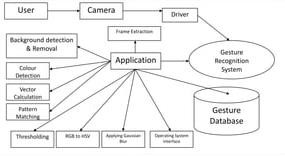 User
Camera
Driver
Frame Extraction
Background detection
& Removal
Application
Gesture
Recognition
System
Colour
Detection
Vector
Calculation
Pattern
Matching
Gesture
Database
Thresholding
RGB to HSV
Applying Gaussian
Blur
Operating System
Interface